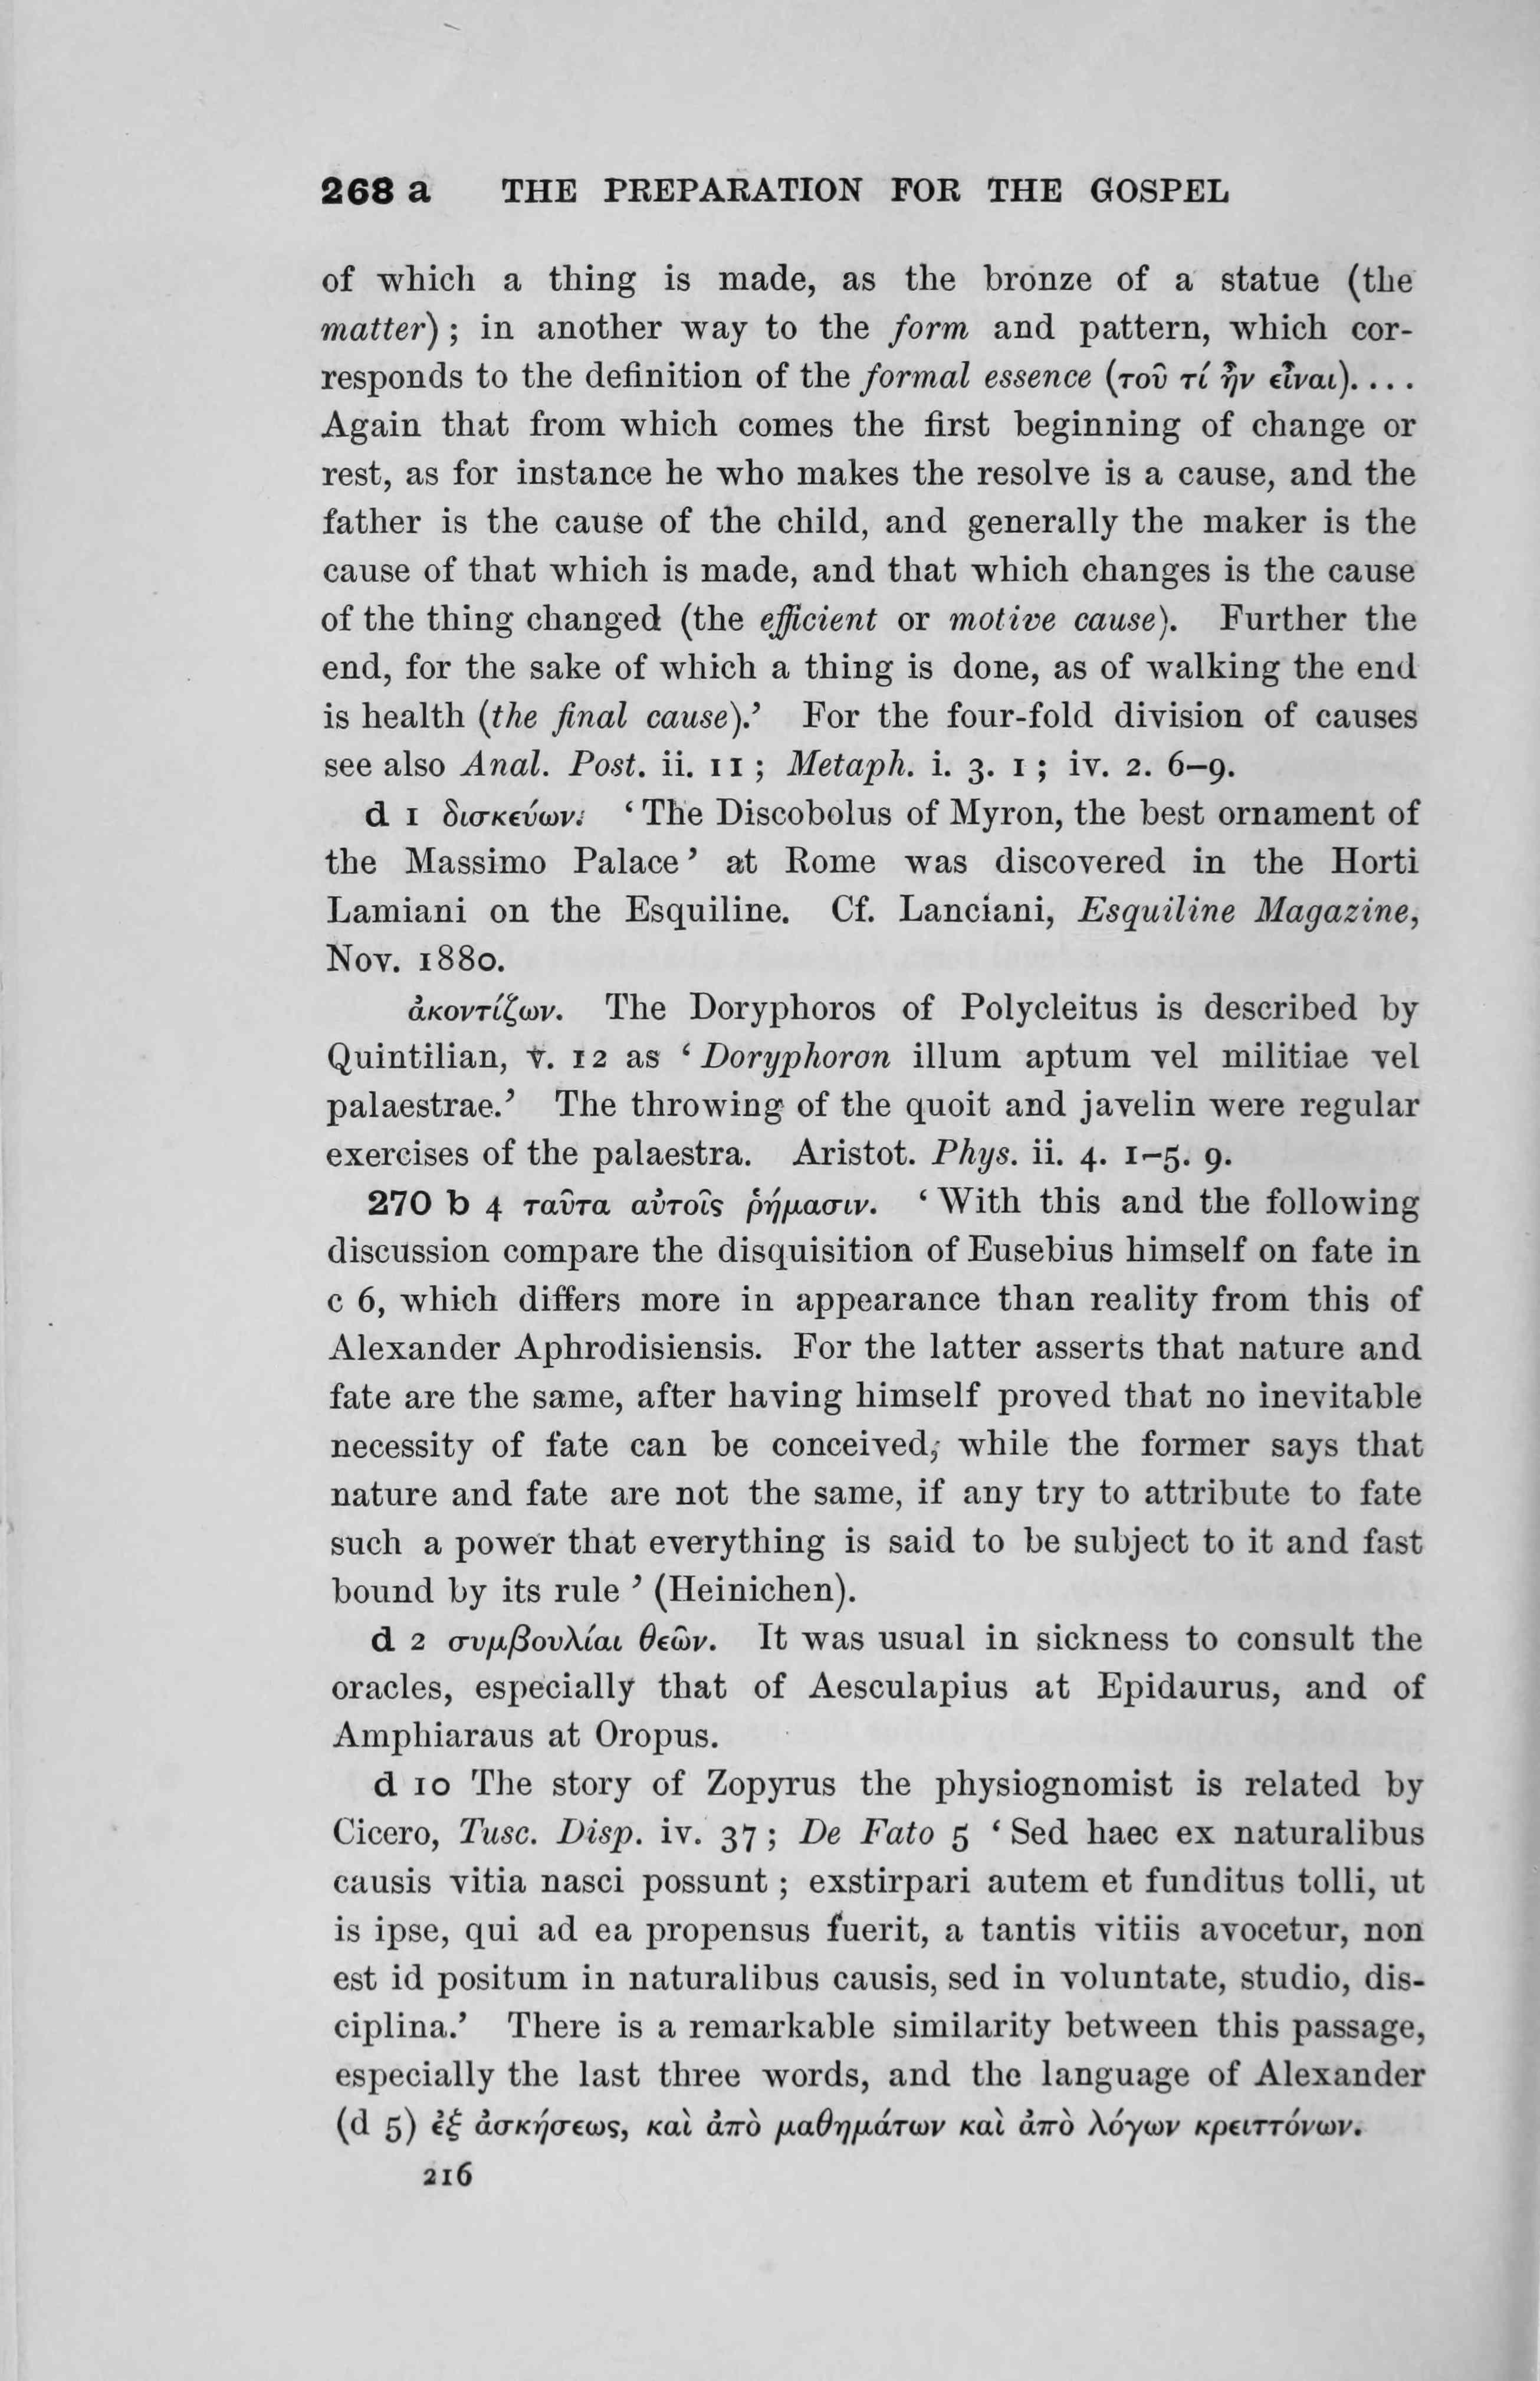 268 a THE PREPARATION FOR THE GOSPEL
of which a thing is made, as the bronze of a statue (the
matter) ; in another way to the form and pattern, which cor-
responds to the definition of the formal essence (τοῦ τί ἦν εἶναι). . . .
Again that from which comes the first beginning of change or
rest, as for instance he who makes the resolve is a cause, and the
father is the cause of the child, and generally the maker is the
cause of that which is made, and that which changes is the cause
of the thing changed (the efficient or motive cause). Further the
end, for the sake of which a thing is done, as of walking the end
is health (the final cause).’ For the four-fold division of causes
see also Anal. Post. ii. 11 ; Metaph. i. 3. 1 ; iv. 2. 6–9.
d 1 δισκεύων. ‘ The Discobolus of Myron, the best ornament of
the Massimo Palace ’ at Rome was discovered in the Horti
Lamiani on the Esquiline. Cf. Lanciani, Esquiline Magazine,
Nov. 1880.
ἀκοντίζων. The Doryphoros of Polycleitus is described by
Quintilian, v. 12 as ‘ Doryphoron illum aptum vel militiae vel
palaestrae.’ The throwing of the quoit and javelin were regular
exercises of the palaestra. Aristot. Phys. ii. 4. 1–5. 9.
270 b 4 ταῦτα αὐτοῖς ῥήμασιν. ‘ With this and the following
discussion compare the disquisition of Eusebius himself on fate in
c 6, which differs more in appearance than reality from this of
Alexander Aphrodisiensis. For the latter asserts that nature and
fate are the same, after having himself proved that no inevitable
necessity of fate can be conceived, while the former says that
nature and fate are not the same, if any try to attribute to fate
such a power that everything is said to be subject to it and fast
bound by its rule ’ (Heinichen).
d 2 συμβουλίαι θεῶν. It was usual in sickness to consult the
oracles, especially that of Aesculapius at Epidaurus, and of
Amphiaraus at Oropus.
d 10 The story of Zopyrus the physiognomist is related by
Cicero, Tusc. Disp. iv. 37 ; De Fato 5 ‘ Sed haec ex naturalibus
causis vitia nasci possunt ; exstirpari autem et funditus tolli, ut
is ipse, qui ad ea propensus fuerit, a tantis vitiis avocetur, non
est id positum in naturalibus causis, sed in voluntate, studio, dis-
ciplina.’ There is a remarkable similarity between this passage,
especially the last three words, and the language of Alexander
(d 5) ἐξ ἀσκήσεως, καὶ ἀπὸ μαθημάτων καὶ ἀπὸ λόγων κρειττόνων.
216